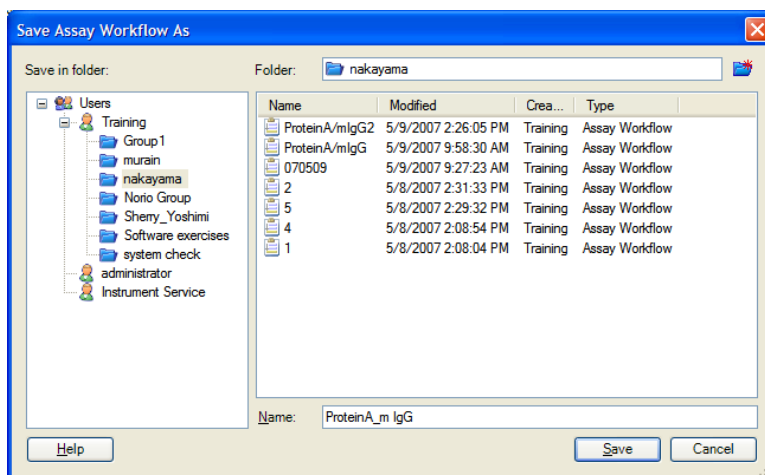 Save Assay Workflow As
Save in folder:
Folder: nakayama
Users
Training
Group1
murain
nakayama
Norio Group
Sherry_Yoshimi
Software exercises
system check
administrator
Instrument Service
Name Modified Crea... Type
ProteinA/mIgG2 5/9/2007 2:26:05 PM Training Assay Workflow
ProteinA/mIgG 5/9/2007 9:58:30 AM Training Assay Workflow
070509 5/9/2007 9:27:23 AM Training Assay Workflow
2 5/8/2007 2:31:33 PM Training Assay Workflow
5 5/8/2007 2:29:32 PM Training Assay Workflow
4 5/8/2007 2:08:54 PM Training Assay Workflow
1 5/8/2007 2:08:04 PM Training Assay Workflow
Name: ProteinA_m IgG
Help
Save
Cancel